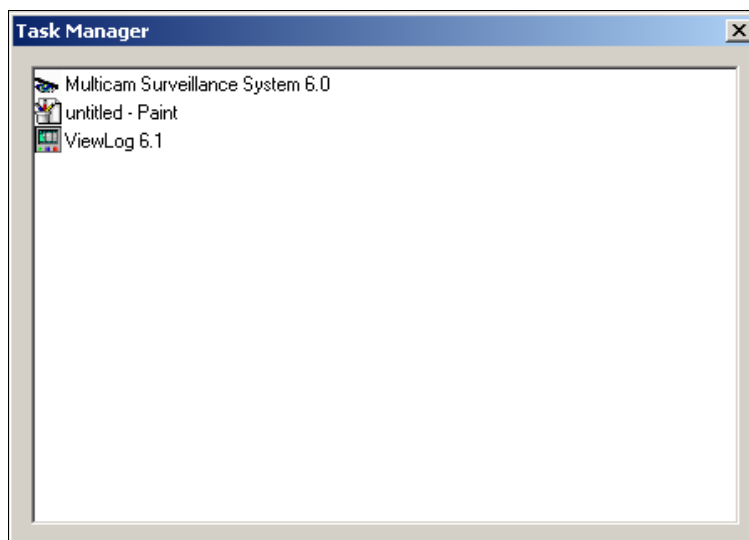 Task Manager
Multicam Surveillance System 6.0
untitled - Paint
ViewLog 6.1